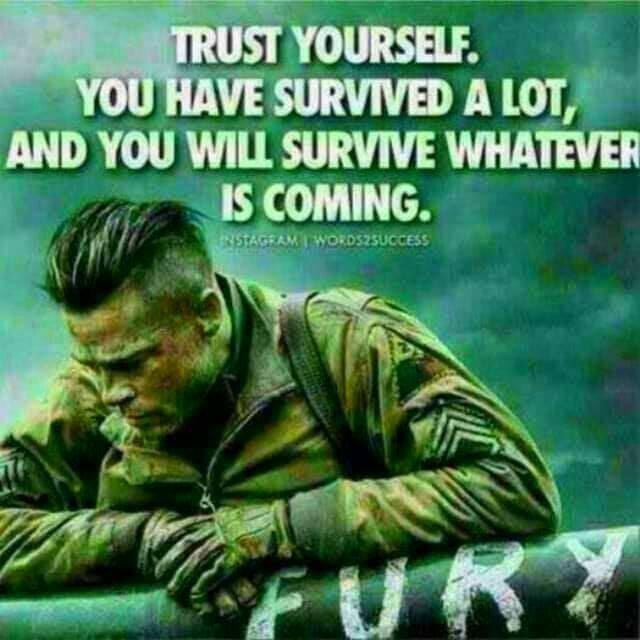 TRUST YOURSELF.
YOU HAVE SURVIVED A LOT,
AND YOU WILL SURVIVE WHATEVER
IS COMING.
INSTAGRAM | WORDS2SUCCESS
FURY